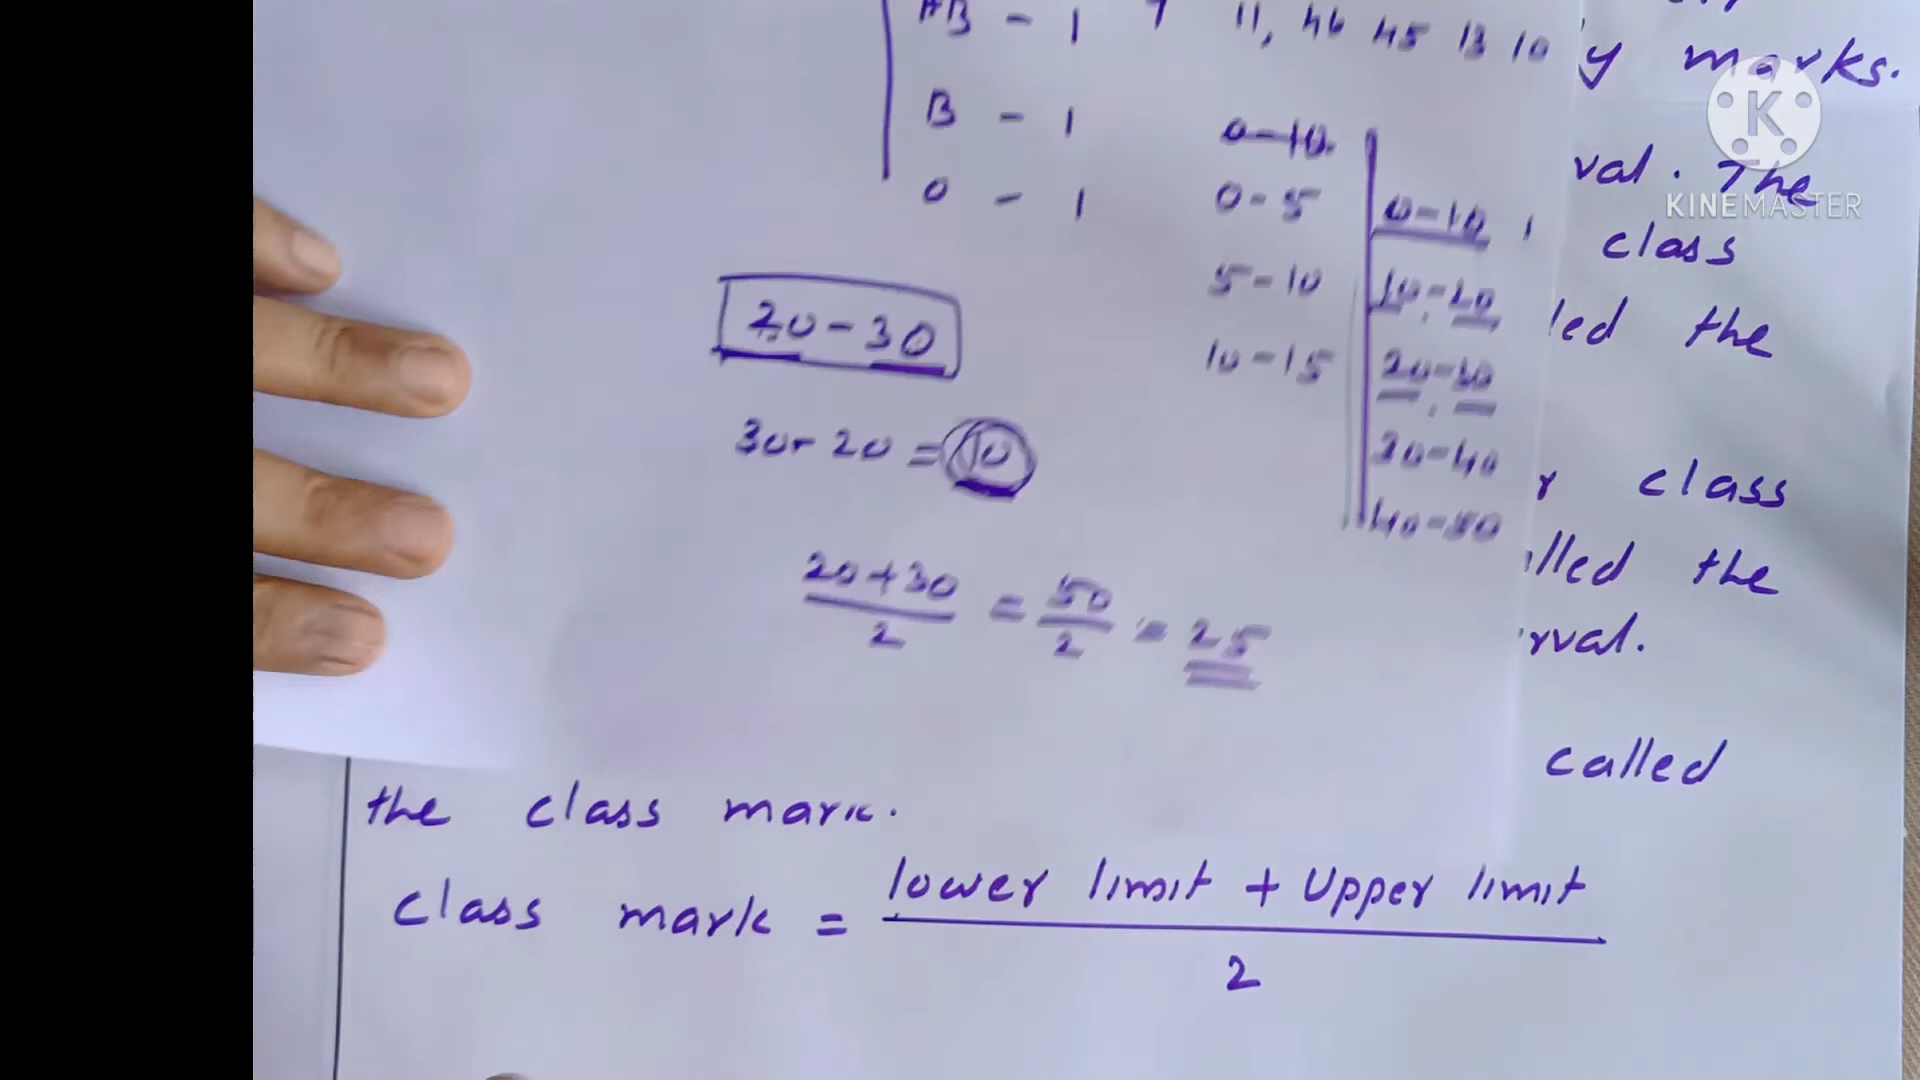 AB - 1
11, 46 45 13 10
y marks.
B - 1
0 - 1
0-10
0-5
5-10
10-15
0-10
10-20
20-30
30-40
40-50
20-30
30-20 = 10
20+30/2 = 50/2 = 25
val. The
class
led the
r class
lled the
rval.
called
the class mark.
class mark = lower limit + Upper limit
2
K
KINEMASTER